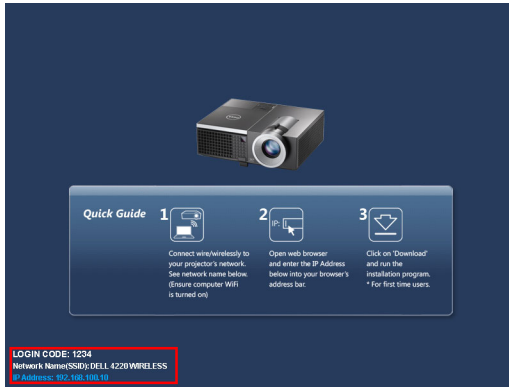 DELL
Quick Guide
1
Connect wire/wirelessly to
your projector's network.
See network name below.
(Ensure computer WiFi
is turned on)
2
IP:
Open web browser
and enter the IP Address
below into your browser's
address bar.
3
Click on 'Download'
and run the
installation program.
* For first time users.
LOGIN CODE: 1234
Network Name(SSID): DELL 4220 WIRELESS
IP Address: 192.168.100.10